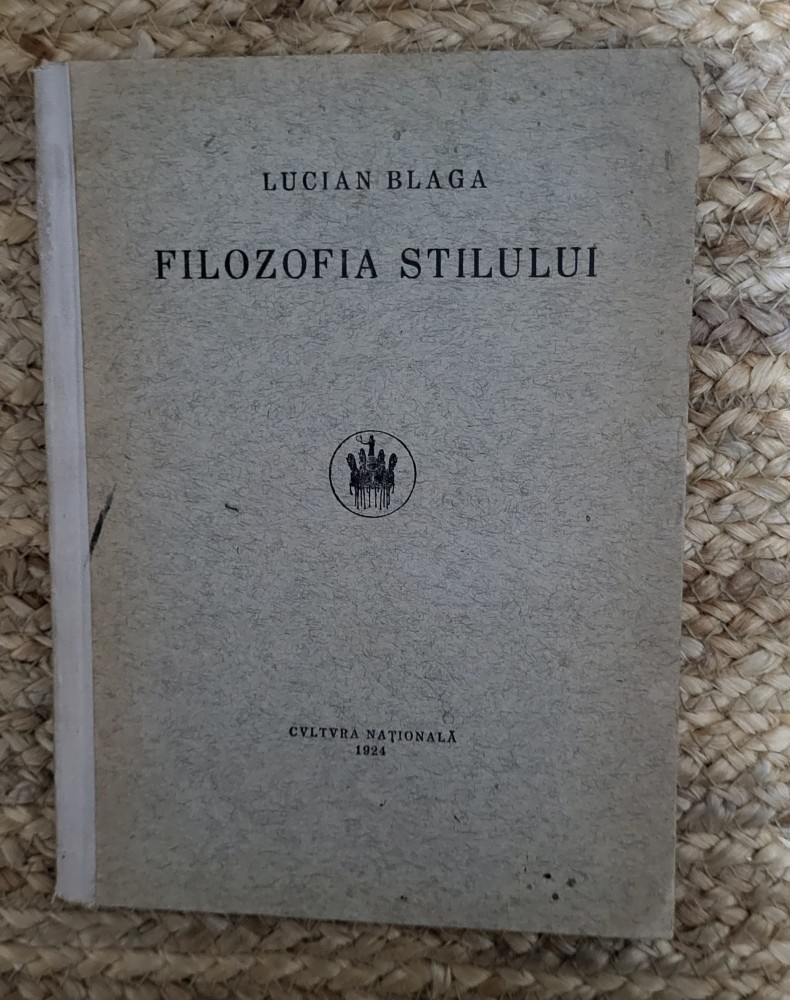 LUCIAN BLAGA
FILOZOFIA STILULUI
CVLTVRA NAȚIONALĂ
1924